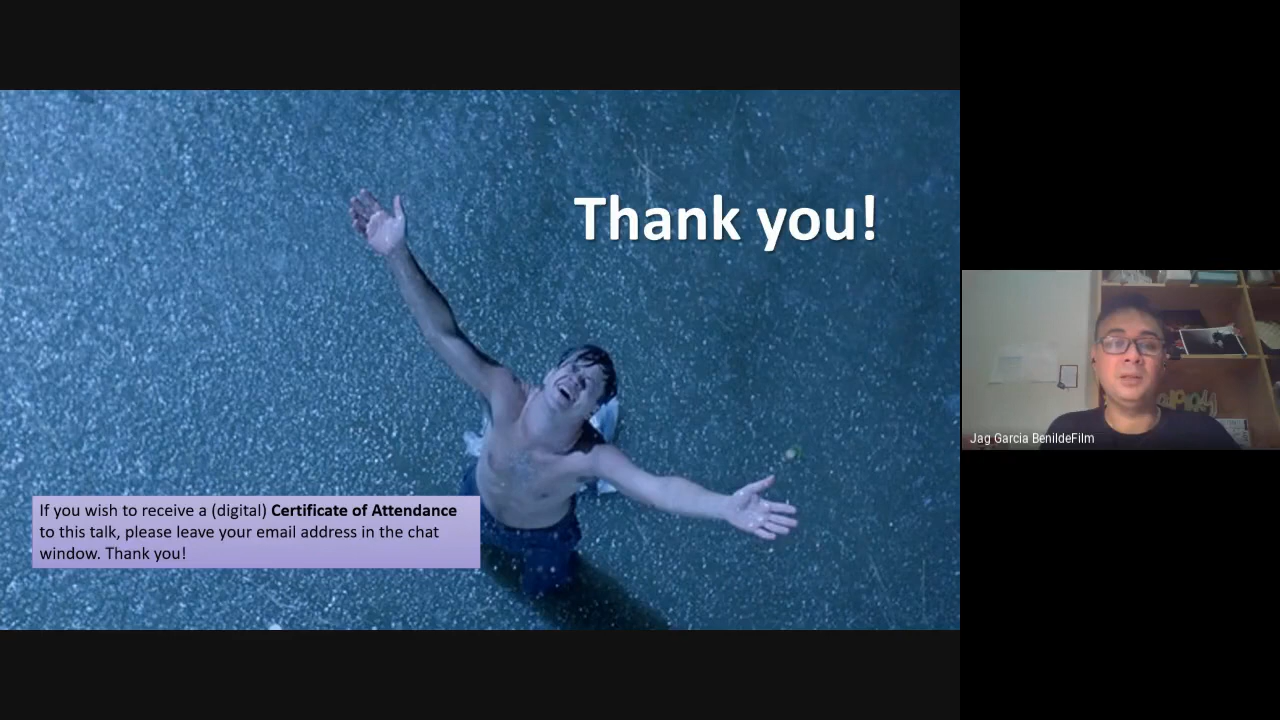 Thank you!
If you wish to receive a (digital) Certificate of Attendance
to this talk, please leave your email address in the chat
window. Thank you!
Jag Garcia BenildeFilm